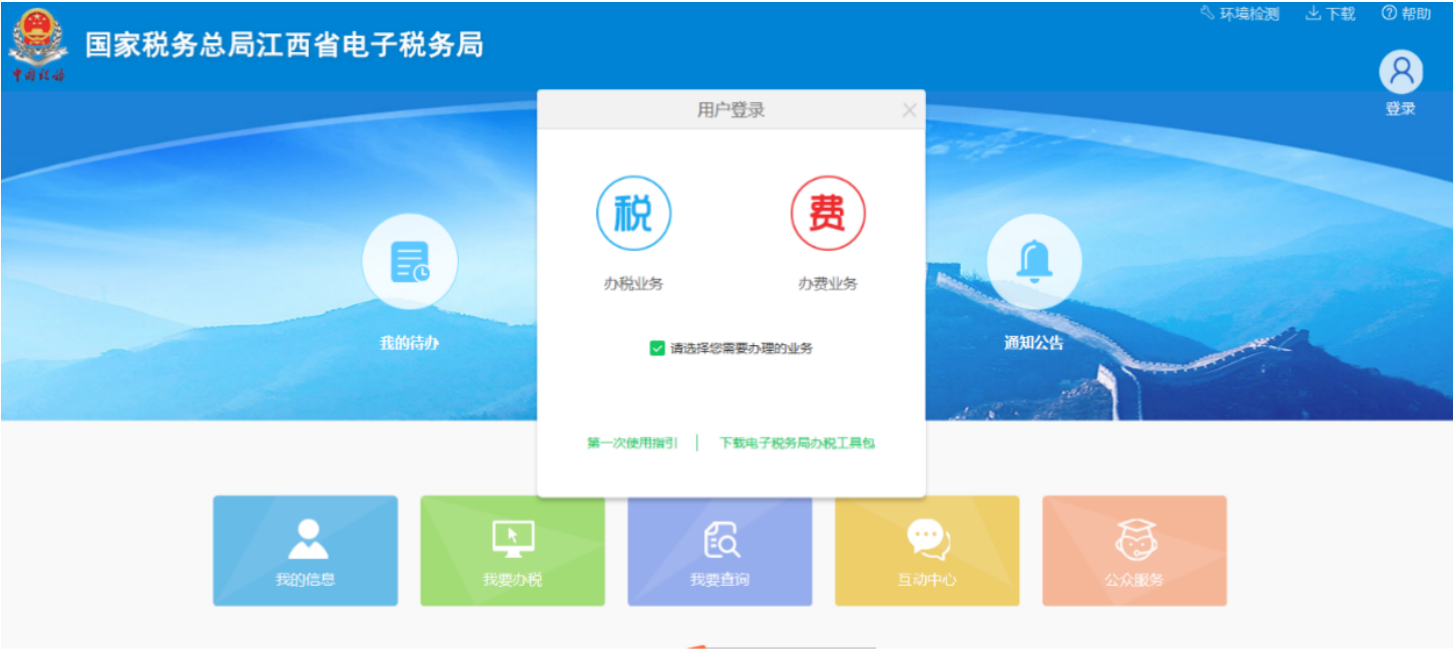 环境检测 下载 帮助
国家税务总局江西省电子税务局
中国税务
登录
用户登录
税 费
办税业务 办费业务
请选择您需要办理的业务
第一次使用指引 下载电子税务局办税工具包
我的待办 通知公告
我的信息 我要办税 我要查询 互动中心 公众服务